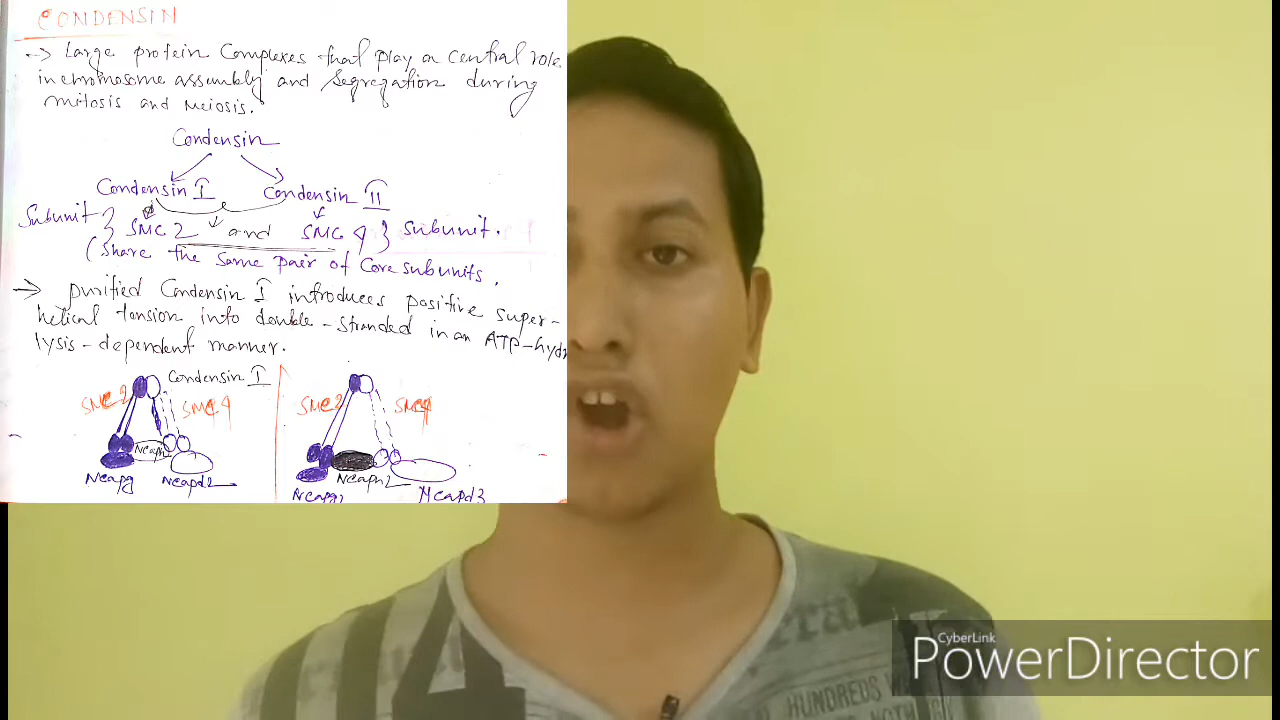 CONDENSIN
--> Large protein Complexes that play a central role
in chromosome assembly and segregation during
mitosis and meiosis.
Condensin
Condensin I Condensin II
Subunit } SMC 2 and SMC 4 } subunit.
(Share the same pair of Core subunits.
→ purified Condensin I introduces positive super-
helical tension into double-stranded in an ATP-hydro
lysis-dependent manner.
Condensin I
SMC2 SMC4 SMC2 SMC4
Ncapg Ncapd2 Ncaph2 Ncapd3
4
HUNDREDS
CyberLink
PowerDirector